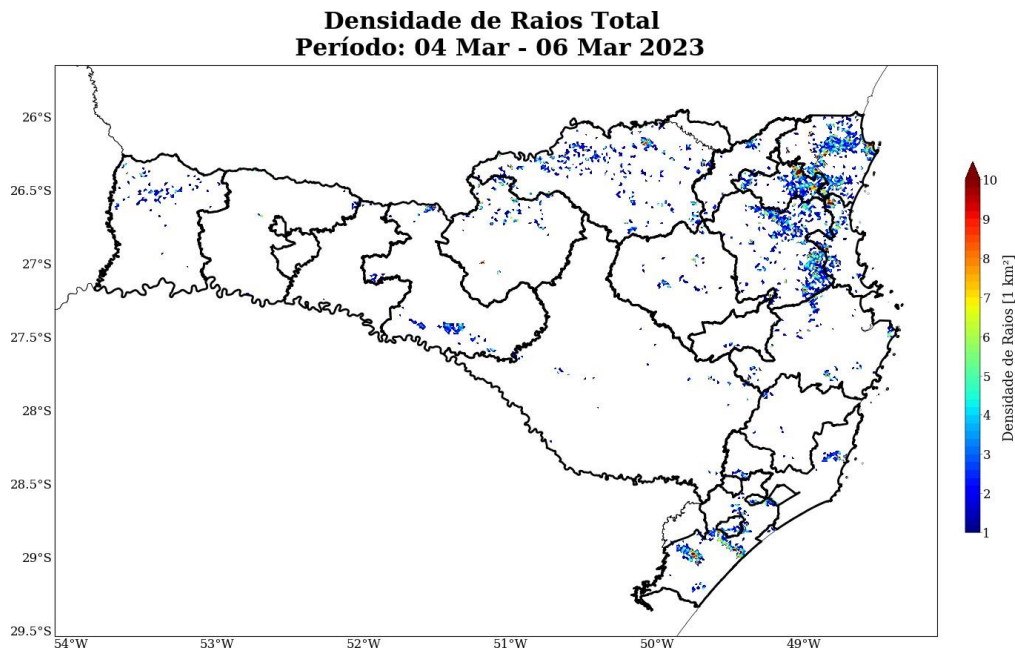 Densidade de Raios Total
Período: 04 Mar - 06 Mar 2023
26°S
26.5°S
27°S
27.5°S
28°S
28.5°S
29°S
29.5°S
54°W
53°W
52°W
51°W
50°W
49°W
10
9
8
7
6
5
4
3
2
1
Densidade de Raios [1 km²]